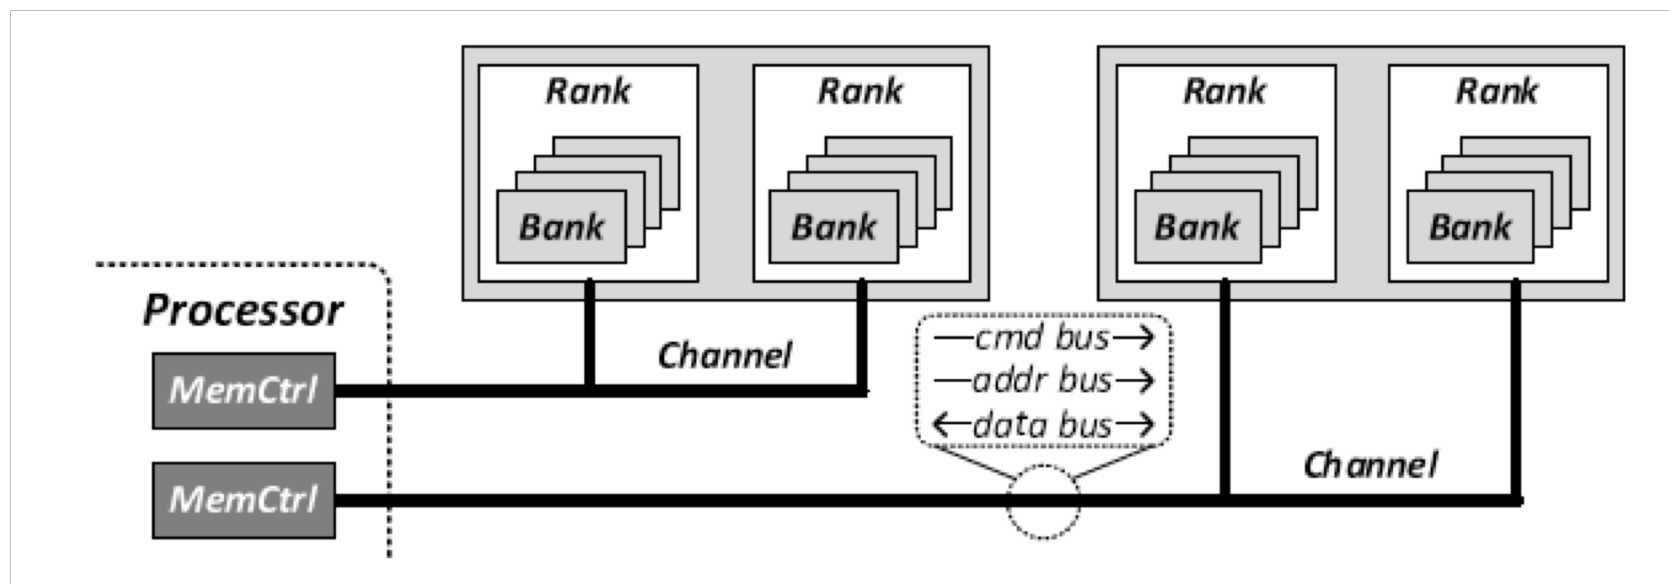 Rank
Rank
Rank
Rank
Bank
Bank
Bank
Bank
Processor
MemCtrl
Channel
cmd bus
addr bus
data bus
MemCtrl
Channel